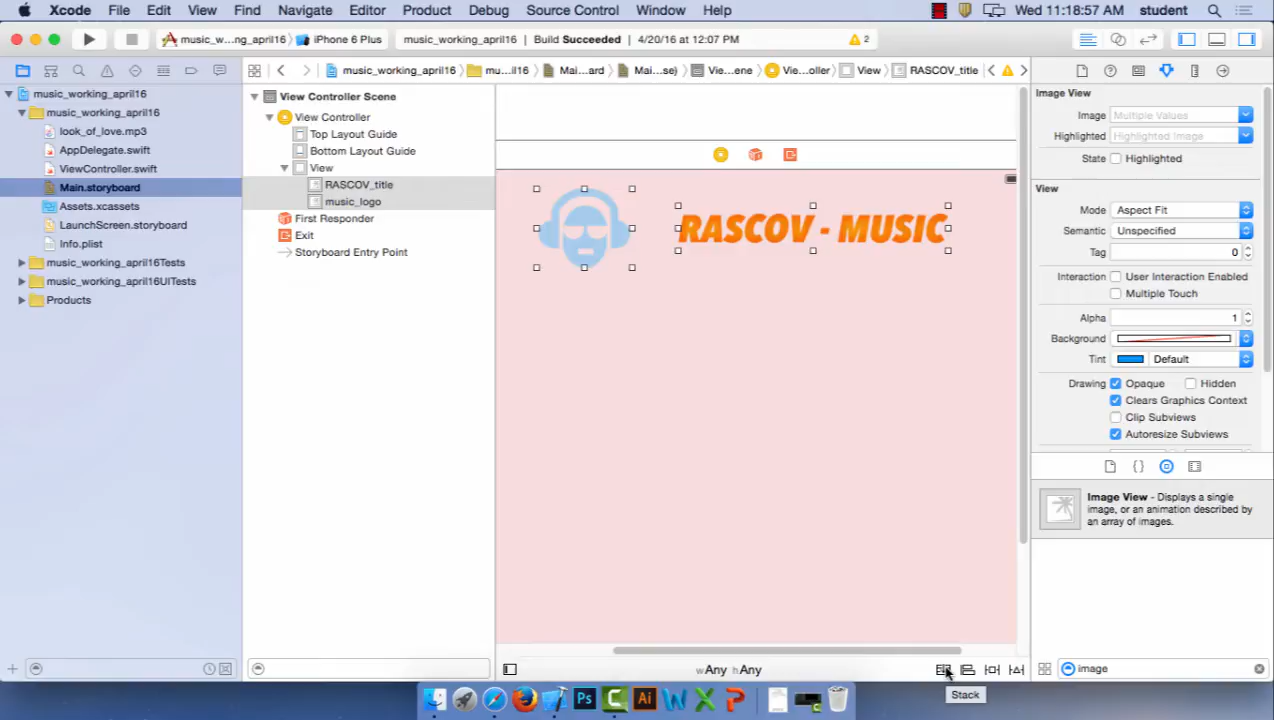 Xcode File Edit View Navigate Editor Product Debug Source Control Window Help Wed 11:18:57 AM student
music_w...ng_april16 iPhone 6 Plus music_working_april16 Build Succeeded 4/20/16 at 12:07 PM 2
music_working_april16 mu...il16 Mai...ard Mai...se) Vie...ene Vie...oller View RASCOV_title
music_working_april16
music_working_april16
look_of_love.mp3
AppDelegate.swift
ViewController.swift
Main.storyboard
Assets.xcassets
LaunchScreen.storyboard
Info.plist
music_working_april16Tests
music_working_april16UITests
Products
View Controller Scene
View Controller
Top Layout Guide
Bottom Layout Guide
View
RASCOV_title
music_logo
First Responder
Exit
Storyboard Entry Point
RASCOV - MUSIC
Image View
Image Multiple Values
Highlighted Highlighted Image
State Highlighted
View
Mode Aspect Fit
Semantic Unspecified
Tag 0
Interaction User Interaction Enabled
Multiple Touch
Alpha 1
Background
Tint Default
Drawing Opaque Hidden
Clears Graphics Context
Clip Subviews
Autoresize Subviews
Image View - Displays a single
image, or an animation described by
an array of images.
wAny hAny
image
Stack
Ps Ai W X P